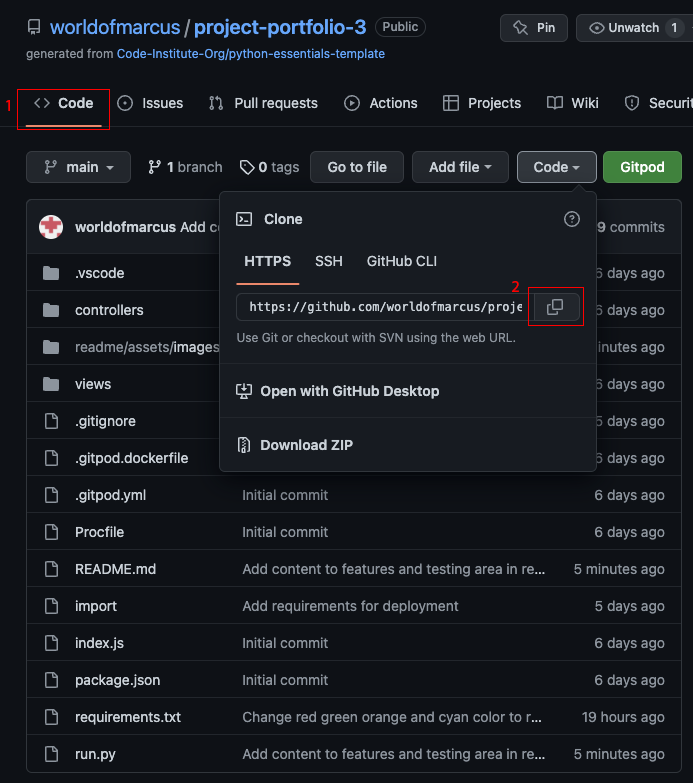 worldofmarcus / project-portfolio-3 Public Pin Unwatch 1
generated from Code-Institute-Org/python-essentials-template
1 Code Issues Pull requests Actions Projects Wiki Securit
main 1 branch 0 tags Go to file Add file Code Gitpod
worldofmarcus Add co 9 commits
Clone
HTTPS SSH GitHub CLI
2
https://github.com/worldofmarcus/proje
Use Git or checkout with SVN using the web URL.
Open with GitHub Desktop
Download ZIP
.vscode 6 days ago
controllers 6 days ago
readme/assets/images inutes ago
views 6 days ago
.gitignore 5 days ago
.gitpod.dockerfile 6 days ago
.gitpod.yml Initial commit 6 days ago
Procfile Initial commit 6 days ago
README.md Add content to features and testing area in re... 5 minutes ago
import Add requirements for deployment 5 days ago
index.js Initial commit 6 days ago
package.json Initial commit 6 days ago
requirements.txt Change red green orange and cyan color to r... 19 hours ago
run.py Add content to features and testing area in re... 5 minutes ago